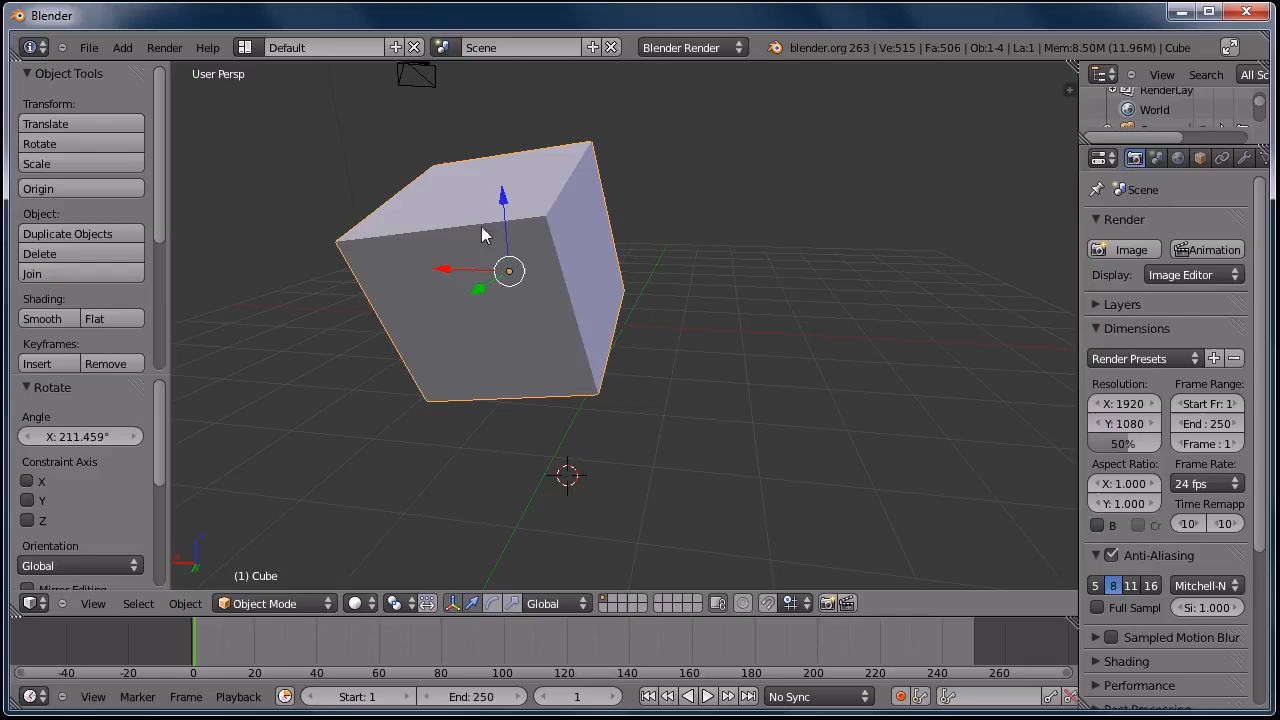 Blender
File Add Render Help Default Scene Blender Render blender.org 263 | Ve:515 | Fa:506 | Ob:1-4 | La:1 | Mem:8.50M (11.96M) | Cube
Object Tools
Transform:
Translate
Rotate
Scale
Origin
Object:
Duplicate Objects
Delete
Join
Shading:
Smooth Flat
Keyframes:
Insert Remove
Rotate
Angle
X: 211.459°
Constraint Axis
X
Y
Z
Orientation
Global
Mirror Editing
User Persp
(1) Cube
View Select Object Object Mode Global
-40 -20 0 20 40 60 80 100 120 140 160 180 200 220 240 260
View Marker Frame Playback Start: 1 End: 250 1 No Sync
View Search All Sc
RenderLay
World
Scene
Render
Image Animation
Display: Image Editor
Layers
Dimensions
Render Presets
Resolution: Frame Range:
X: 1920 Start Fr: 1
Y: 1080 End : 250
50% Frame : 1
Aspect Ratio: Frame Rate:
X: 1.000 24 fps
Y: 1.000 Time Remapp
B Cr 10 10
Anti-Aliasing
5 8 11 16 Mitchell-N
Full Sampl Si: 1.000
Sampled Motion Blur
Shading
Performance